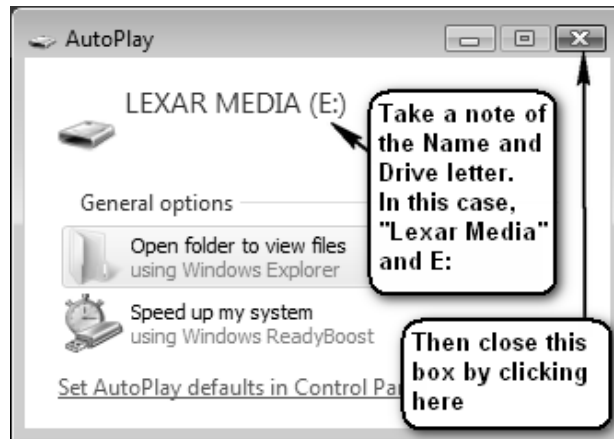 AutoPlay
LEXAR MEDIA (E:)
Take a note of
the Name and
Drive letter.
In this case,
"Lexar Media"
and E:
General options
Open folder to view files
using Windows Explorer
Speed up my system
using Windows ReadyBoost
Set AutoPlay defaults in Control
Then close this
box by clicking
here